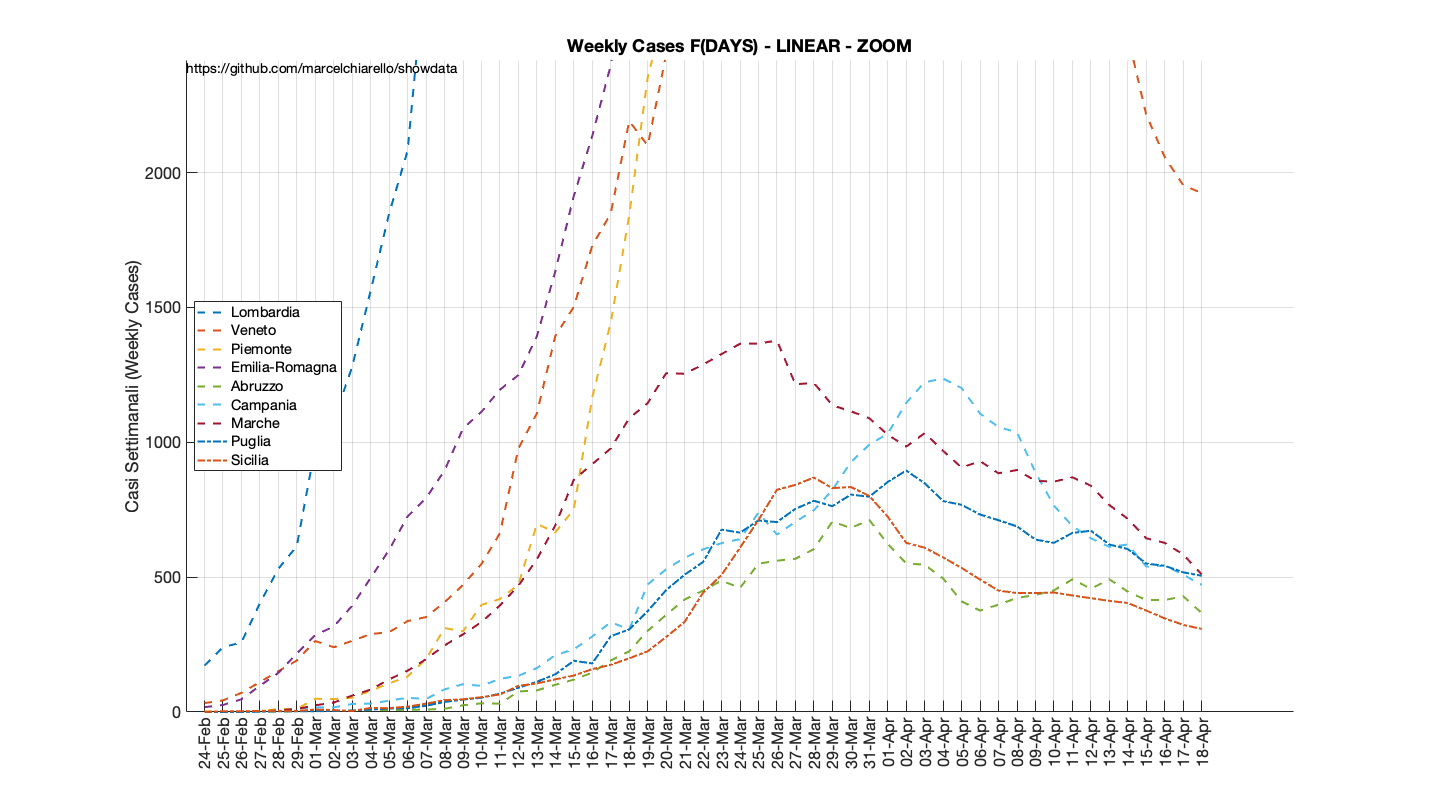 Weekly Cases F(DAYS) - LINEAR - ZOOM
https://github.com/marcelchiarello/showdata
Casi Settimanali (Weekly Cases)
2000
1500
1000
500
0
Lombardia
Veneto
Piemonte
Emilia-Romagna
Abruzzo
Campania
Marche
Puglia
Sicilia
24-Feb
25-Feb
26-Feb
27-Feb
28-Feb
29-Feb
01-Mar
02-Mar
03-Mar
04-Mar
05-Mar
06-Mar
07-Mar
08-Mar
09-Mar
10-Mar
11-Mar
12-Mar
13-Mar
14-Mar
15-Mar
16-Mar
17-Mar
18-Mar
19-Mar
20-Mar
21-Mar
22-Mar
23-Mar
24-Mar
25-Mar
26-Mar
27-Mar
28-Mar
29-Mar
30-Mar
31-Mar
01-Apr
02-Apr
03-Apr
04-Apr
05-Apr
06-Apr
07-Apr
08-Apr
09-Apr
10-Apr
11-Apr
12-Apr
13-Apr
14-Apr
15-Apr
16-Apr
17-Apr
18-Apr